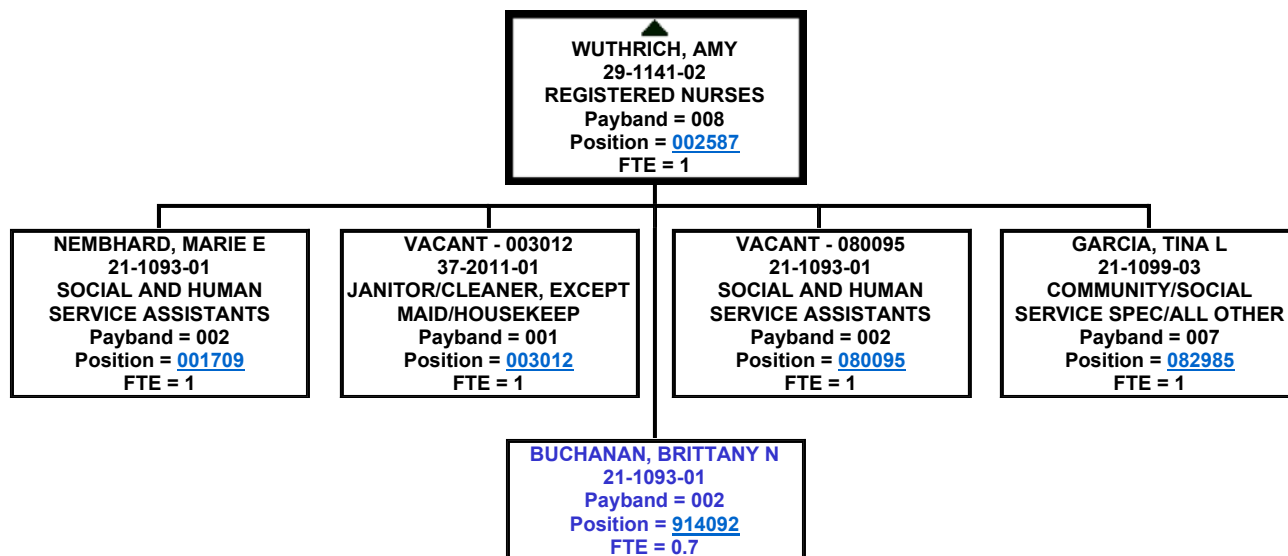 WUTHRICH, AMY
29-1141-02
REGISTERED NURSES
Payband = 008
Position = 002587
FTE = 1
NEMBHARD, MARIE E
21-1093-01
SOCIAL AND HUMAN
SERVICE ASSISTANTS
Payband = 002
Position = 001709
FTE = 1
VACANT - 003012
37-2011-01
JANITOR/CLEANER, EXCEPT
MAID/HOUSEKEEP
Payband = 001
Position = 003012
FTE = 1
VACANT - 080095
21-1093-01
SOCIAL AND HUMAN
SERVICE ASSISTANTS
Payband = 002
Position = 080095
FTE = 1
GARCIA, TINA L
21-1099-03
COMMUNITY/SOCIAL
SERVICE SPEC/ALL OTHER
Payband = 007
Position = 082985
FTE = 1
BUCHANAN, BRITTANY N
21-1093-01
Payband = 002
Position = 914092
FTE = 0.7